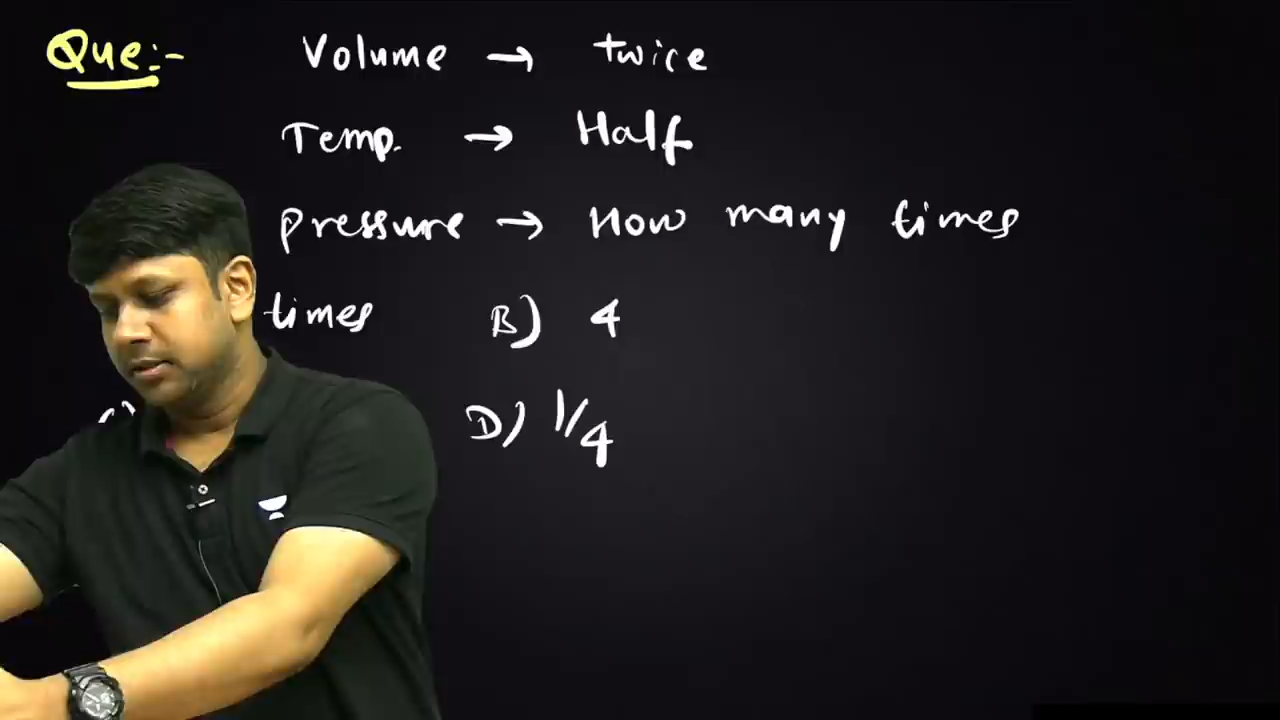 Que:-   Volume → twice
Temp. → Half
pressure → How many times
times   B) 4
C)   D) 1/4